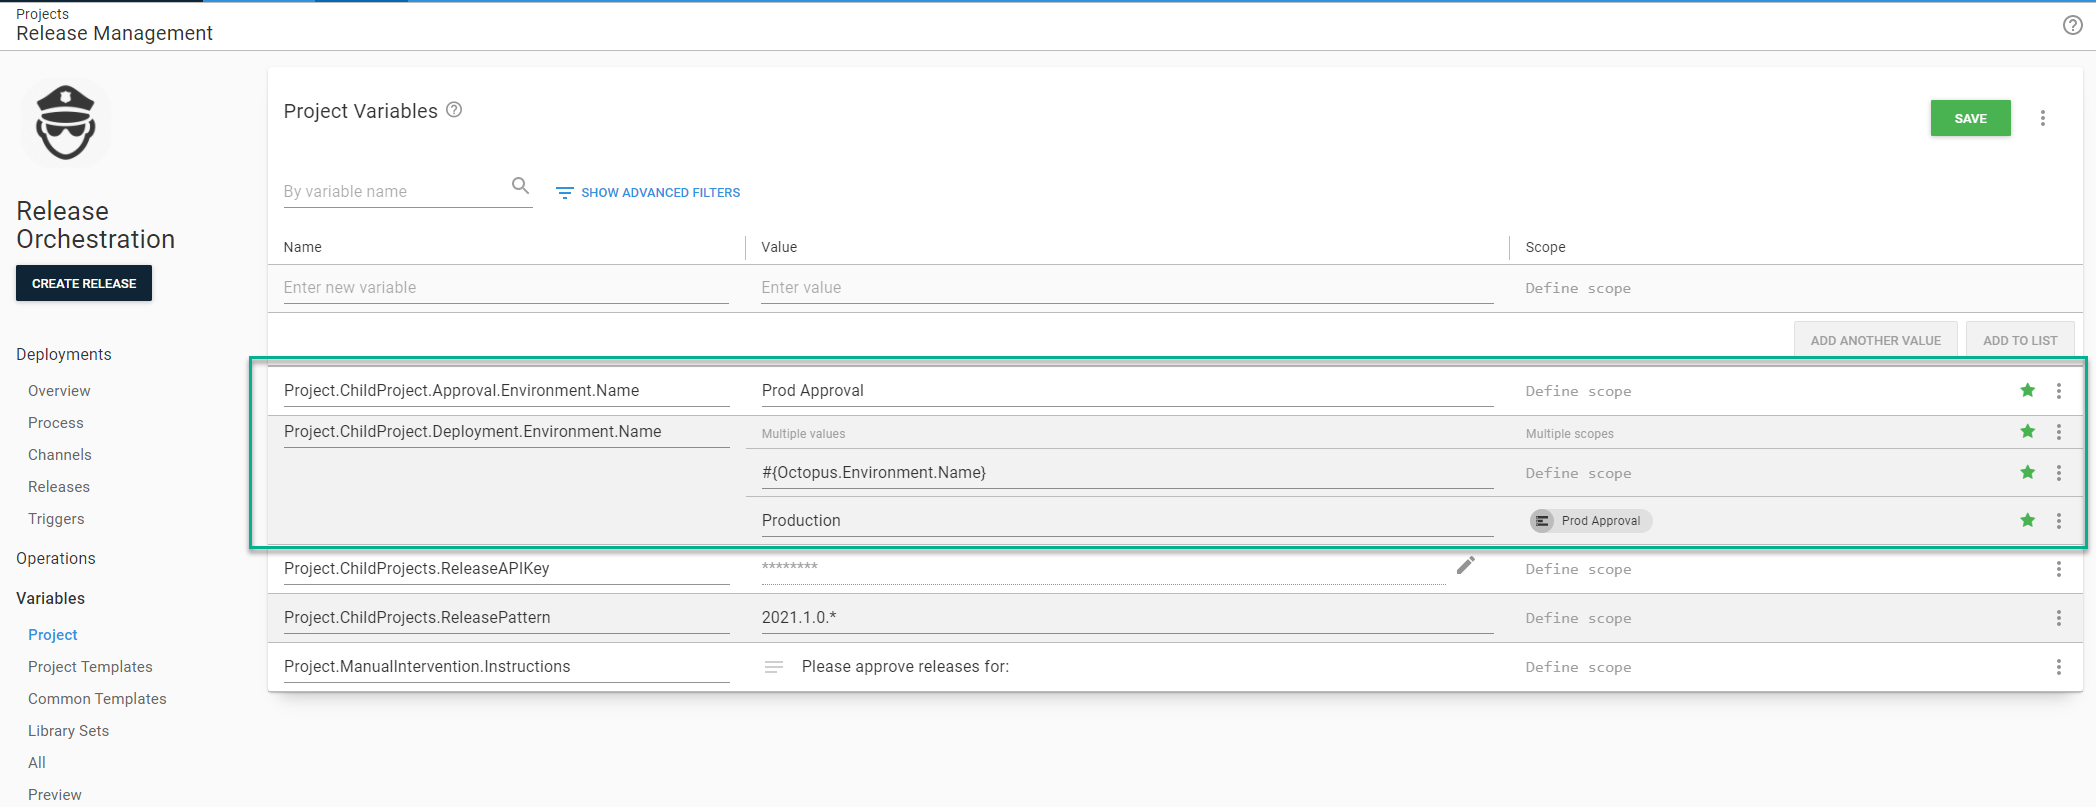 Projects
Release Management
Release
Orchestration
CREATE RELEASE
Deployments
Overview
Process
Channels
Releases
Triggers
Operations
Variables
Project
Project Templates
Common Templates
Library Sets
All
Preview
Project Variables
SAVE
By variable name
SHOW ADVANCED FILTERS
Name Value Scope
Enter new variable Enter value Define scope
ADD ANOTHER VALUE ADD TO LIST
Project.ChildProject.Approval.Environment.Name Prod Approval Define scope
Project.ChildProject.Deployment.Environment.Name Multiple values Multiple scopes
#{Octopus.Environment.Name} Define scope
Production Prod Approval
Project.ChildProjects.ReleaseAPIKey ******** Define scope
Project.ChildProjects.ReleasePattern 2021.1.0.* Define scope
Project.ManualIntervention.Instructions Please approve releases for: Define scope